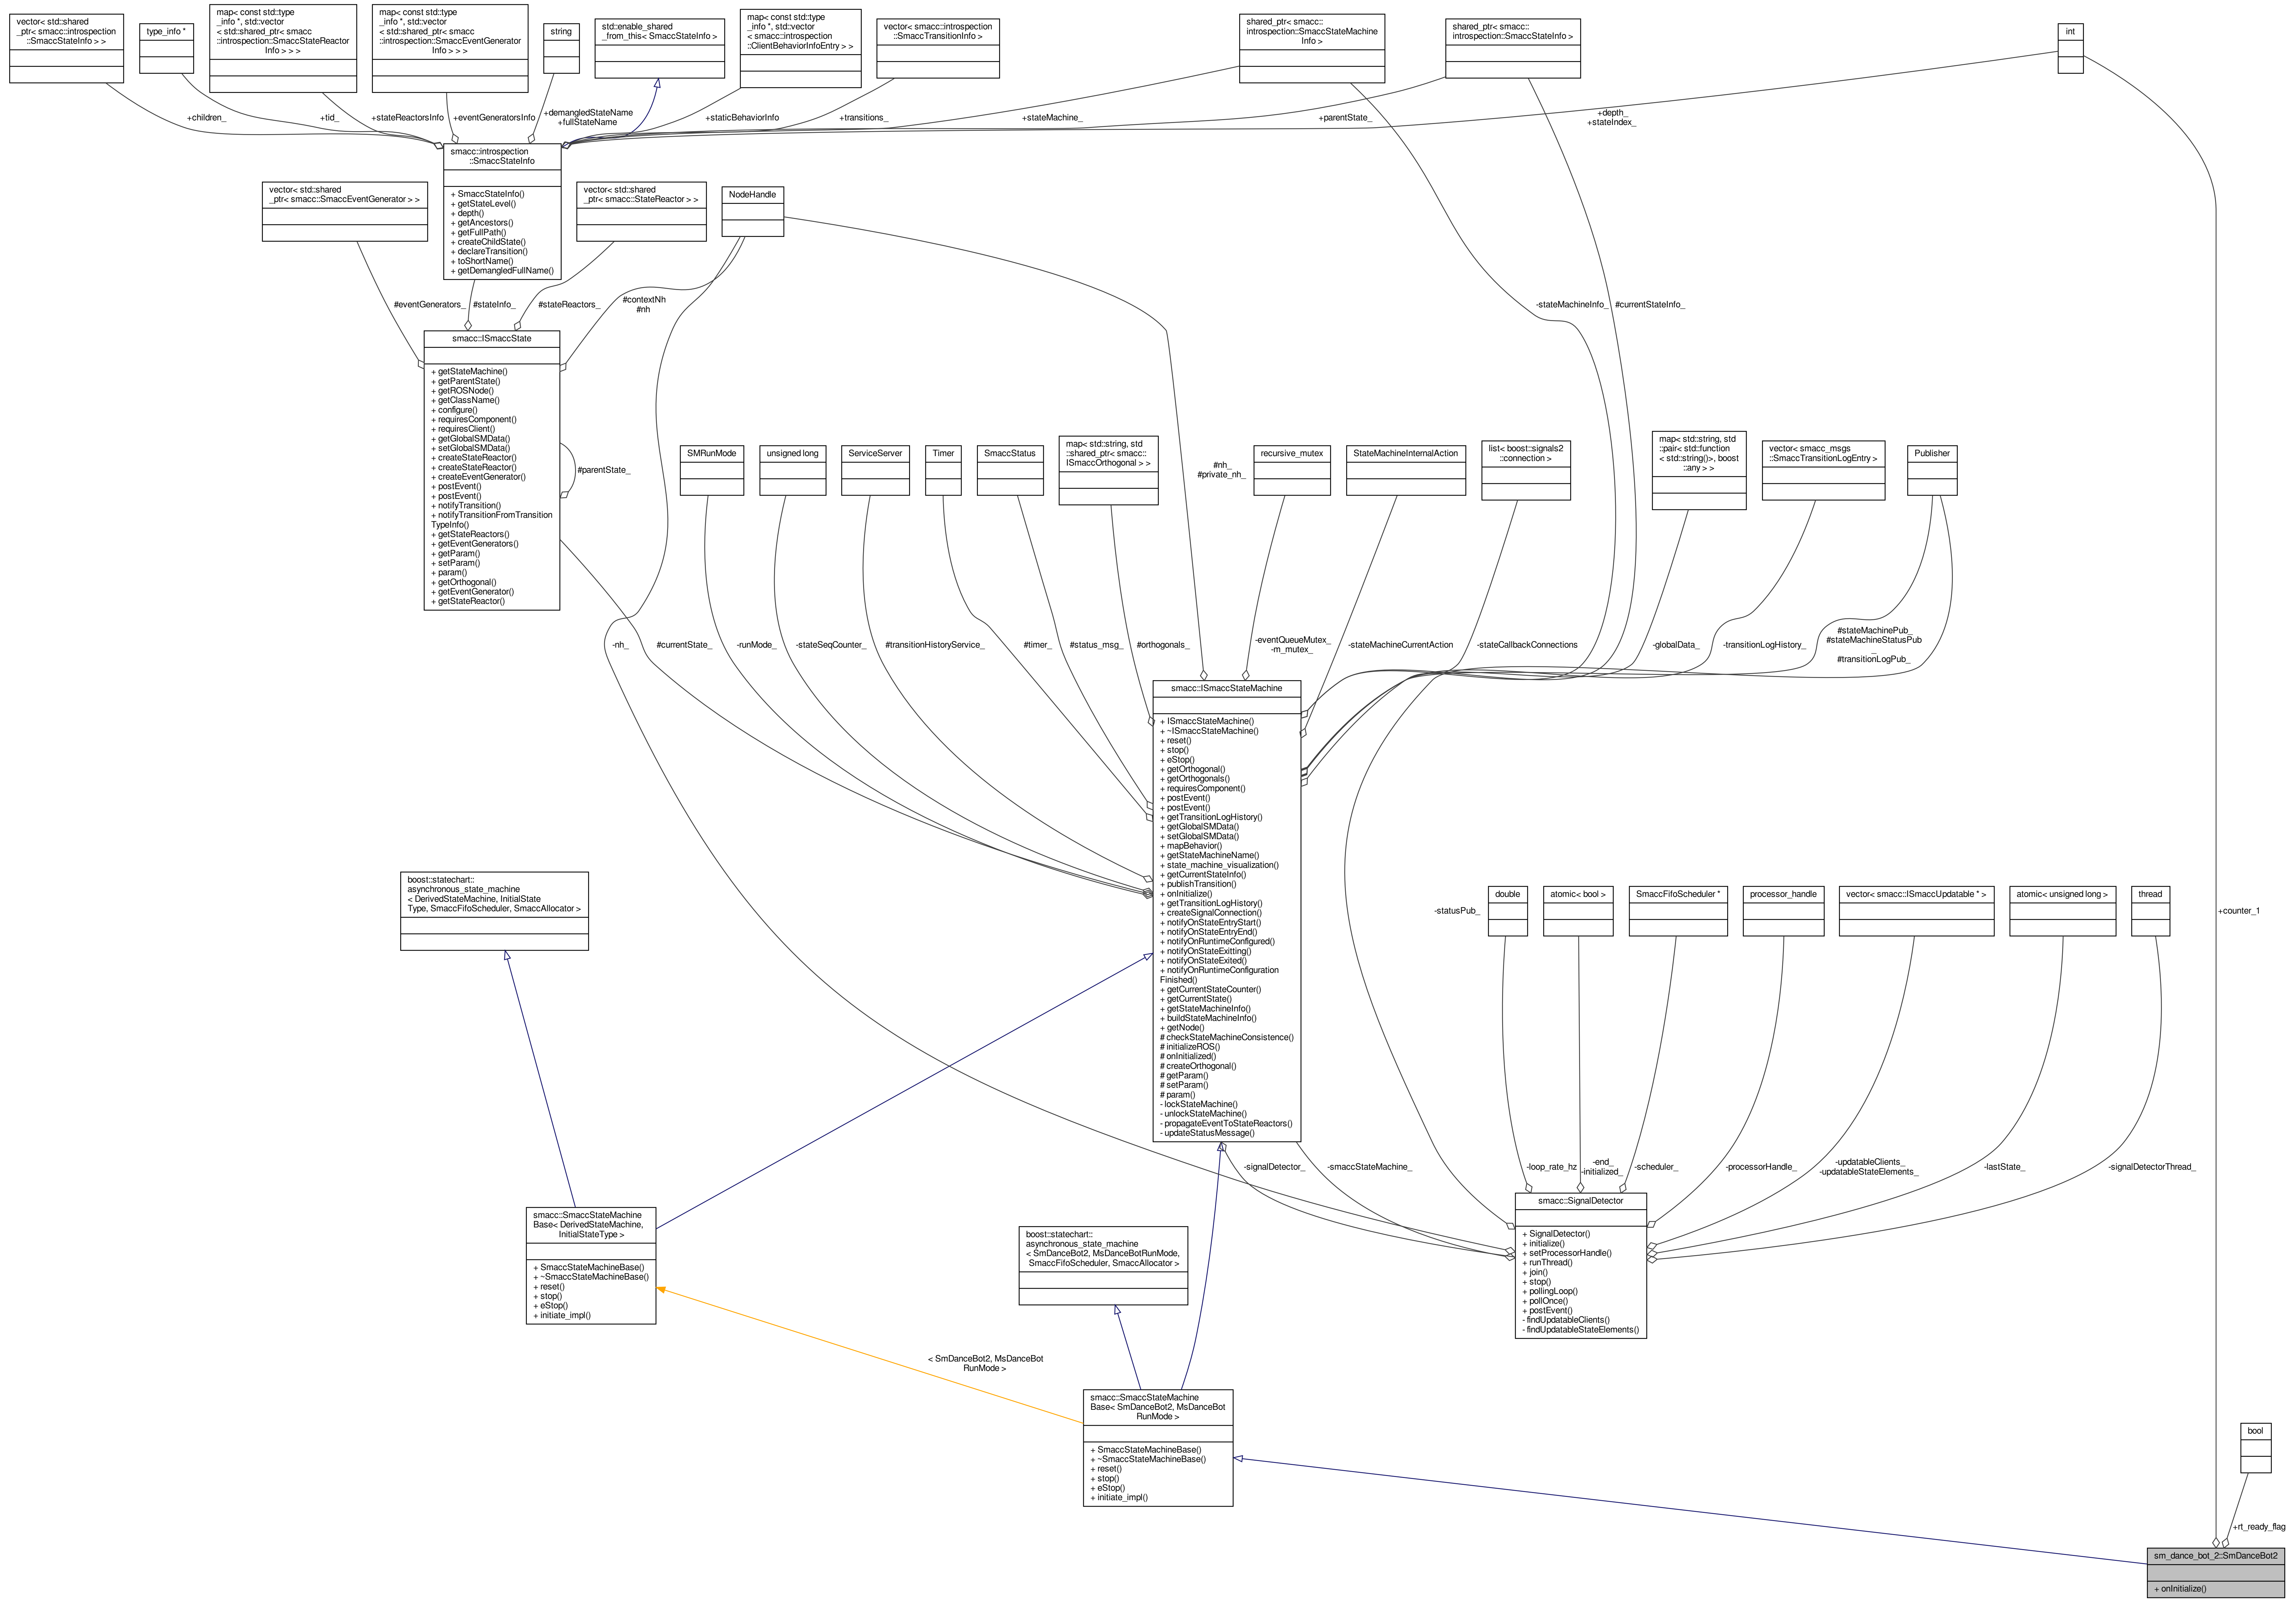 vector< std::shared
_ptr< smacc::introspection
::SmaccStateInfo > >
type_info *
map< const std::type
_info *, std::vector
< std::shared_ptr< smacc
::introspection::SmaccStateReactor
Info > > >
map< const std::type
_info *, std::vector
< std::shared_ptr< smacc
::introspection::SmaccEventGenerator
Info > > >
string
std::enable_shared
_from_this< SmaccStateInfo >
map< const std::type
_info *, std::vector
< smacc::introspection
::ClientBehaviorInfoEntry > >
vector< smacc::introspection
::SmaccTransitionInfo >
shared_ptr< smacc::
introspection::SmaccStateMachine
Info >
shared_ptr< smacc::
introspection::SmaccStateInfo >
int
+children_
+tid_
+stateReactorsInfo
+eventGeneratorsInfo
+demangledStateName
+fullStateName
+staticBehaviorInfo
+transitions_
+stateMachine_
+parentState_
+depth_
+stateIndex_
smacc::introspection
::SmaccStateInfo
+ SmaccStateInfo()
+ getStateLevel()
+ depth()
+ getAncestors()
+ getFullPath()
+ createChildState()
+ declareTransition()
+ toShortName()
+ getDemangledFullName()
vector< std::shared
_ptr< smacc::SmaccEventGenerator > >
vector< std::shared
_ptr< smacc::StateReactor > >
NodeHandle
#eventGenerators_
#stateInfo_
#stateReactors_
#contextNh
#nh
-stateMachineInfo_
#currentStateInfo_
smacc::ISmaccState
+ getStateMachine()
+ getParentState()
+ getROSNode()
+ getClassName()
+ configure()
+ requiresComponent()
+ requiresClient()
+ getGlobalSMData()
+ setGlobalSMData()
+ createStateReactor()
+ createStateReactor()
+ createEventGenerator()
+ postEvent()
+ postEvent()
+ notifyTransition()
+ notifyTransitionFromTransition
TypeInfo()
+ getStateReactors()
+ getEventGenerators()
+ getParam()
+ setParam()
+ param()
+ getOrthogonal()
+ getEventGenerator()
+ getStateReactor()
#parentState_
SMRunMode
unsigned long
ServiceServer
Timer
SmaccStatus
map< std::string, std
::shared_ptr< smacc::
ISmaccOrthogonal > >
#nh_
#private_nh_
recursive_mutex
StateMachineInternalAction
list< boost::signals2
::connection >
map< std::string, std
::pair< std::function
< std::string()>, boost
::any > >
vector< smacc_msgs
::SmaccTransitionLogEntry >
Publisher
-nh_
#currentState_
-runMode_
-stateSeqCounter_
#transitionHistoryService_
#timer_
#status_msg_
#orthogonals_
-eventQueueMutex_
-m_mutex_
-stateMachineCurrentAction
-stateCallbackConnections
-globalData_
-transitionLogHistory_
#stateMachinePub_
#stateMachineStatusPub
_
#transitionLogPub_
smacc::ISmaccStateMachine
+ ISmaccStateMachine()
+ ~ISmaccStateMachine()
+ reset()
+ stop()
+ eStop()
+ getOrthogonal()
+ getOrthogonals()
+ requiresComponent()
+ postEvent()
+ postEvent()
+ getTransitionLogHistory()
+ getGlobalSMData()
+ setGlobalSMData()
+ mapBehavior()
+ getStateMachineName()
+ state_machine_visualization()
+ getCurrentStateInfo()
+ publishTransition()
+ onInitialize()
+ getTransitionLogHistory()
+ createSignalConnection()
+ notifyOnStateEntryStart()
+ notifyOnStateEntryEnd()
+ notifyOnRuntimeConfigured()
+ notifyOnStateExitting()
+ notifyOnStateExited()
+ notifyOnRuntimeConfiguration
Finished()
+ getCurrentStateCounter()
+ getCurrentState()
+ getStateMachineInfo()
+ buildStateMachineInfo()
+ getNode()
# checkStateMachineConsistence()
# initializeROS()
# onInitialized()
# createOrthogonal()
# getParam()
# setParam()
# param()
- lockStateMachine()
- unlockStateMachine()
- propagateEventToStateReactors()
- updateStatusMessage()
boost::statechart::
asynchronous_state_machine
< DerivedStateMachine, InitialState
Type, SmaccFifoScheduler, SmaccAllocator >
-statusPub_
double
atomic< bool >
SmaccFifoScheduler *
processor_handle
vector< smacc::ISmaccUpdatable * >
atomic< unsigned long >
thread
+counter_1
-signalDetector_
-smaccStateMachine_
-loop_rate_hz
-end_
-initialized_
-scheduler_
-processorHandle_
-updatableClients_
-updatableStateElements_
-lastState_
-signalDetectorThread_
smacc::SmaccStateMachine
Base< DerivedStateMachine,
InitialStateType >
+ SmaccStateMachineBase()
+ ~SmaccStateMachineBase()
+ reset()
+ stop()
+ eStop()
+ initiate_impl()
boost::statechart::
asynchronous_state_machine
< SmDanceBot2, MsDanceBotRunMode,
SmaccFifoScheduler, SmaccAllocator >
smacc::SignalDetector
+ SignalDetector()
+ initialize()
+ setProcessorHandle()
+ runThread()
+ join()
+ stop()
+ pollingLoop()
+ pollOnce()
+ postEvent()
- findUpdatableClients()
- findUpdatableStateElements()
< SmDanceBot2, MsDanceBot
RunMode >
smacc::SmaccStateMachine
Base< SmDanceBot2, MsDanceBot
RunMode >
+ SmaccStateMachineBase()
+ ~SmaccStateMachineBase()
+ reset()
+ stop()
+ eStop()
+ initiate_impl()
bool
+rt_ready_flag
sm_dance_bot_2::SmDanceBot2
+ onInitialize()